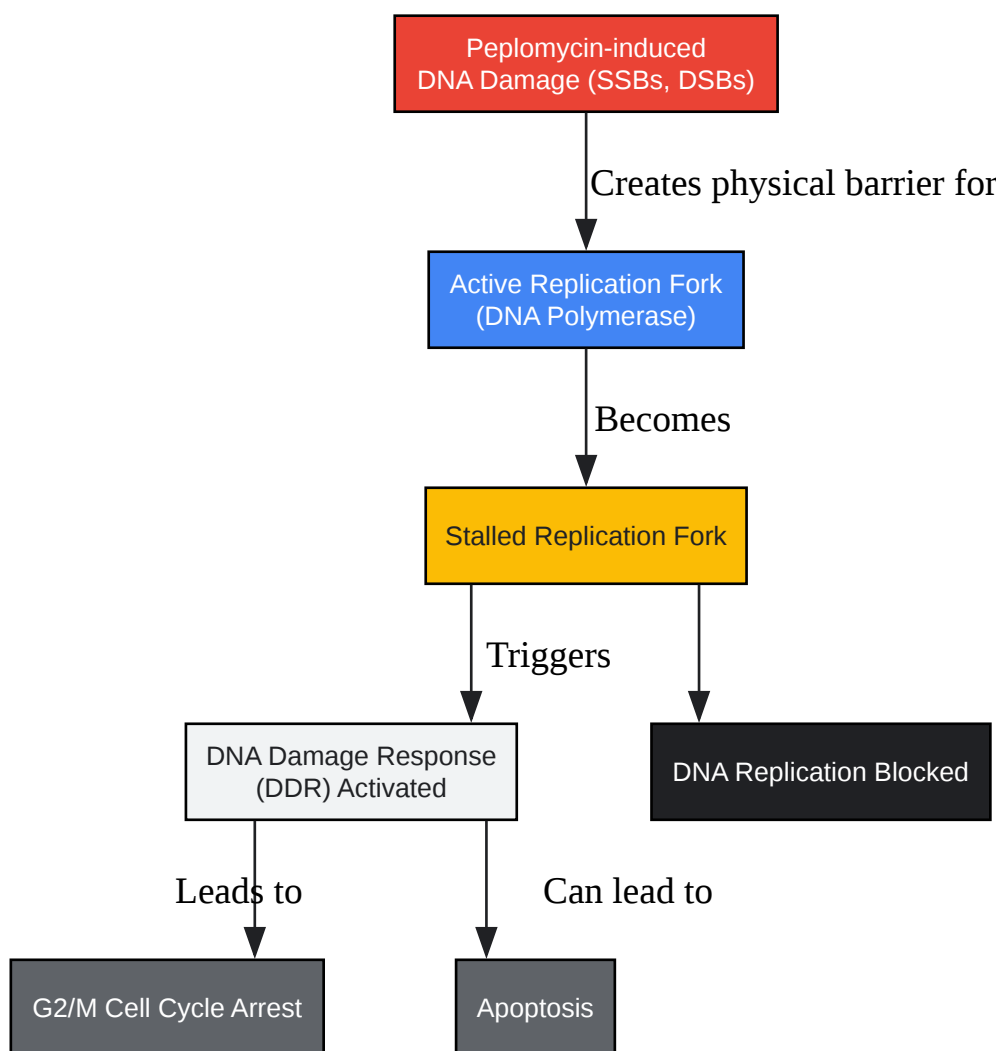 Peplomycin-induced
DNA Damage (SSBs, DSBs)
Creates physical barrier for
Active Replication Fork
(DNA Polymerase)
Becomes
Stalled Replication Fork
Triggers
DNA Damage Response
(DDR) Activated
DNA Replication Blocked
Leads to
Can lead to
G2/M Cell Cycle Arrest
Apoptosis